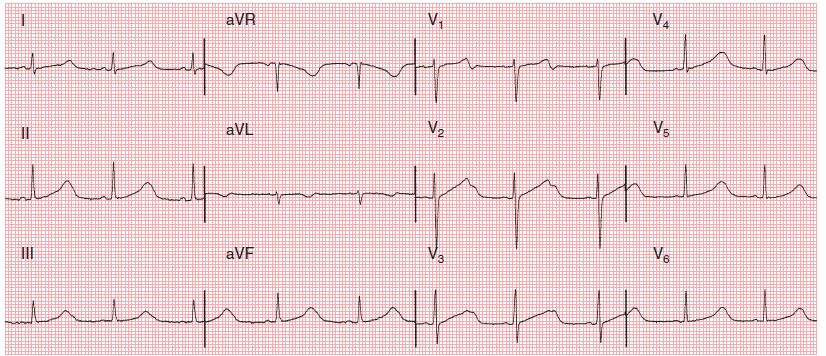 I aVR V₁ V₄
II aVL V₂ V₅
III aVF V₃ V₆